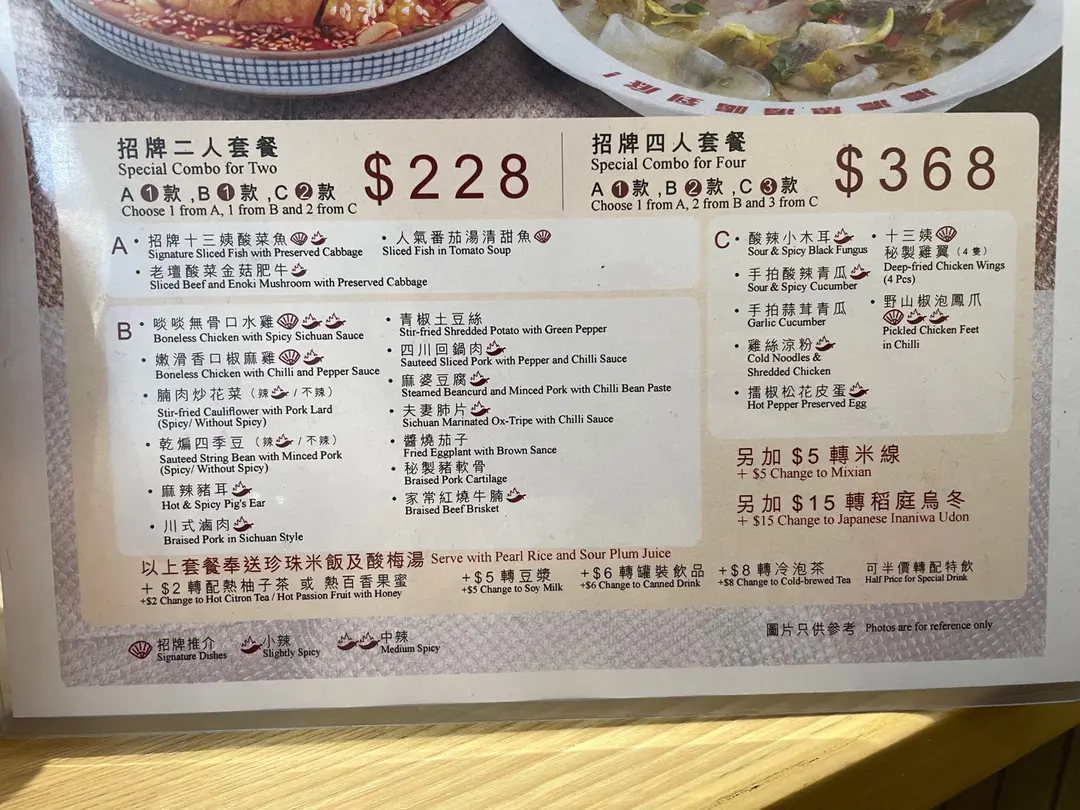 湯濃滋滋喝到底!
招牌二人套餐
Special Combo for Two
A❶款,B❶款,C❷款
Choose 1 from A, 1 from B and 2 from C
$228
招牌四人套餐
Special Combo for Four
A❶款,B❷款,C❸款
Choose 1 from A, 2 from B and 3 from C
$368
A
• 招牌十三姨酸菜魚
Signature Sliced Fish with Preserved Cabbage
• 人氣番茄湯清甜魚
Sliced Fish in Tomato Soup
• 老壇酸菜金菇肥牛
Sliced Beef and Enoki Mushroom with Preserved Cabbage
B
• 啖啖無骨口水雞
Boneless Chicken with Spicy Sichuan Sauce
• 嫩滑香口椒麻雞
Boneless Chicken with Chilli and Pepper Sauce
• 腩肉炒花菜(辣/不辣)
Stir-fried Cauliflower with Pork Lard
(Spicy/ Without Spicy)
• 乾煸四季豆(辣/不辣)
Sauteed String Bean with Minced Pork
(Spicy/ Without Spicy)
• 麻辣豬耳
Hot & Spicy Pig's Ear
• 川式滷肉
Braised Pork in Sichuan Style
• 青椒土豆絲
Stir-fried Shredded Potato with Green Pepper
• 四川回鍋肉
Sauteed Sliced Pork with Pepper and Chilli Sauce
• 麻婆豆腐
Steamed Beancurd and Minced Pork with Chilli Bean Paste
• 夫妻肺片
Sichuan Marinated Ox-Tripe with Chilli Sauce
• 醬燒茄子
Fried Eggplant with Brown Sance
• 秘製豬軟骨
Braised Pork Cartilage
• 家常紅燒牛腩
Braised Beef Brisket
C
• 酸辣小木耳
Sour & Spicy Black Fungus
• 手拍酸辣青瓜
Sour & Spicy Cucumber
• 手拍蒜茸青瓜
Garlic Cucumber
• 雞絲涼粉
Cold Noodles &
Shredded Chicken
• 擂椒松花皮蛋
Hot Pepper Preserved Egg
• 十三姨
秘製雞翼(4隻)
Deep-fried Chicken Wings
(4 Pcs)
• 野山椒泡鳳爪
Pickled Chicken Feet
in Chilli
另加 $5 轉米線
+ $5 Change to Mixian
另加 $15 轉稻庭烏冬
+ $15 Change to Japanese Inaniwa Udon
以上套餐奉送珍珠米飯及酸梅湯 Serve with Pearl Rice and Sour Plum Juice
+ $2 轉配熱柚子茶 或 熱百香果蜜
+$2 Change to Hot Citron Tea / Hot Passion Fruit with Honey
+$5 轉豆漿
+$5 Change to Soy Milk
+$6 轉罐裝飲品
+$6 Change to Canned Drink
+$8 轉冷泡茶
+$8 Change to Cold-brewed Tea
可半價轉配特飲
Half Price for Special Drink
招牌推介
Signature Dishes
小辣
Slightly Spicy
中辣
Medium Spicy
圖片只供參考 Photos are for reference only